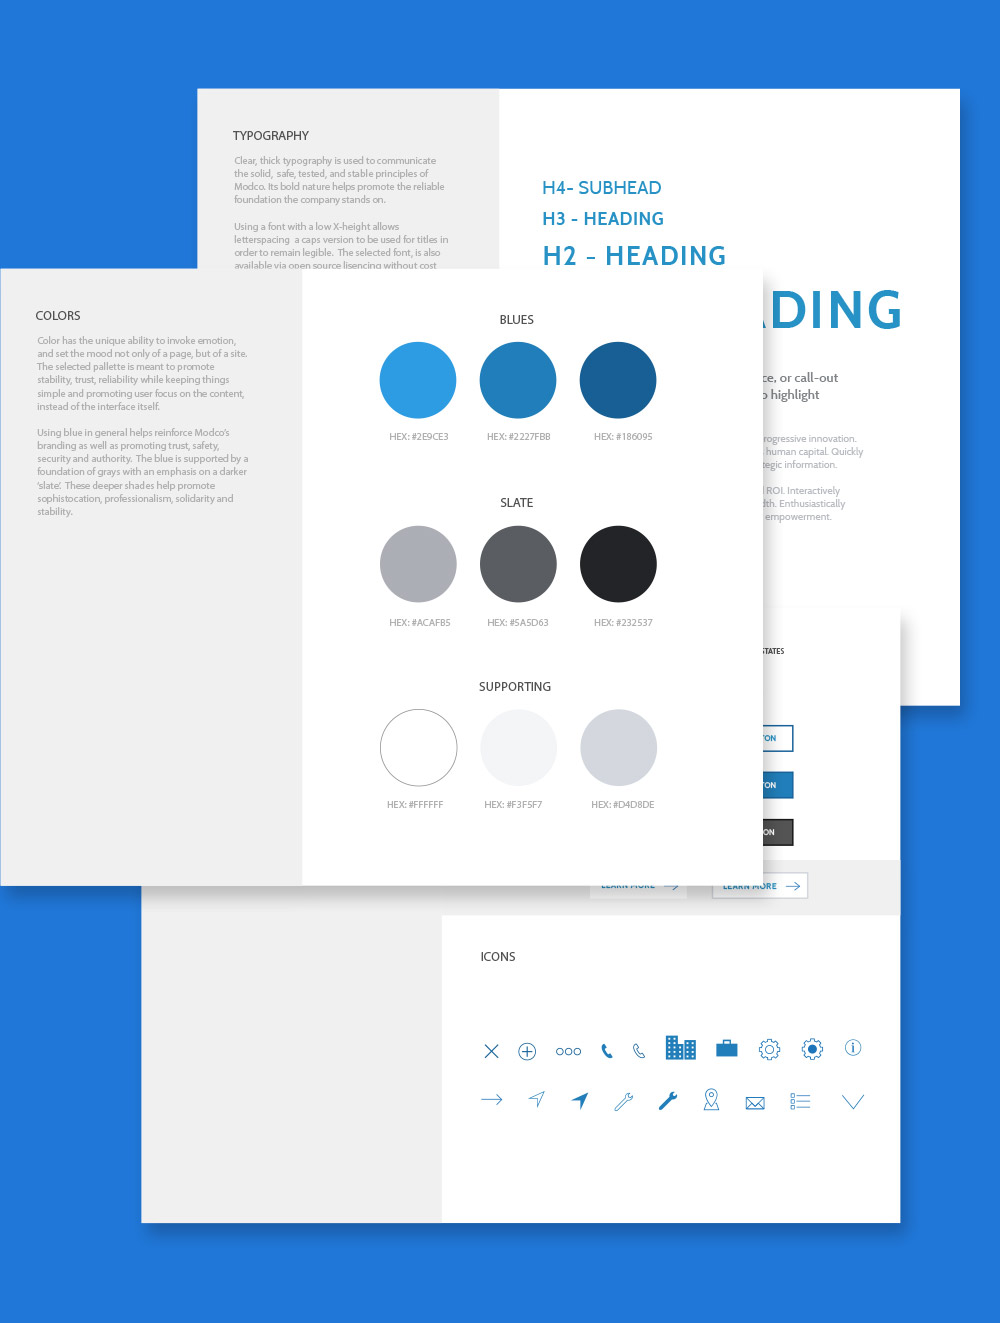 TYPOGRAPHY
Clear, thick typography is used to communicate
the solid, safe, tested, and stable principles of
Modco. Its bold nature helps promote the reliable
foundation the company stands on.
Using a font with a low X-height allows
letterspacing a caps version to be used for titles in
order to remain legible. The selected font, is also
available via open source lisencing without cost
H4- SUBHEAD
H3 - HEADING
H2 - HEADING
ADING
ce, or call-out
o highlight
rogressive innovation.
human capital. Quickly
tegic information.
ROI. Interactively
dth. Enthusiastically
empowerment.
COLORS
Color has the unique ability to invoke emotion,
and set the mood not only of a page, but of a site.
The selected pallette is meant to promote
stability, trust, reliability while keeping things
simple and promoting user focus on the content,
instead of the interface itself.
Using blue in general helps reinforce Modco's
branding as well as promoting trust, safety,
security and authority. The blue is supported by a
foundation of grays with an emphasis on a darker
'slate'. These deeper shades help promote
sophistocation, professionalism, solidarity and
stability.
BLUES
HEX: #2E9CE3
HEX: #2227FBB
HEX: #186095
SLATE
HEX: #ACAFB5
HEX: #5A5D63
HEX: #232537
SUPPORTING
HEX: #FFFFFF
HEX: #F3F5F7
HEX: #D4D8DE
STATES
TON
TON
ON
LEARN MORE
LEARN MORE
ICONS